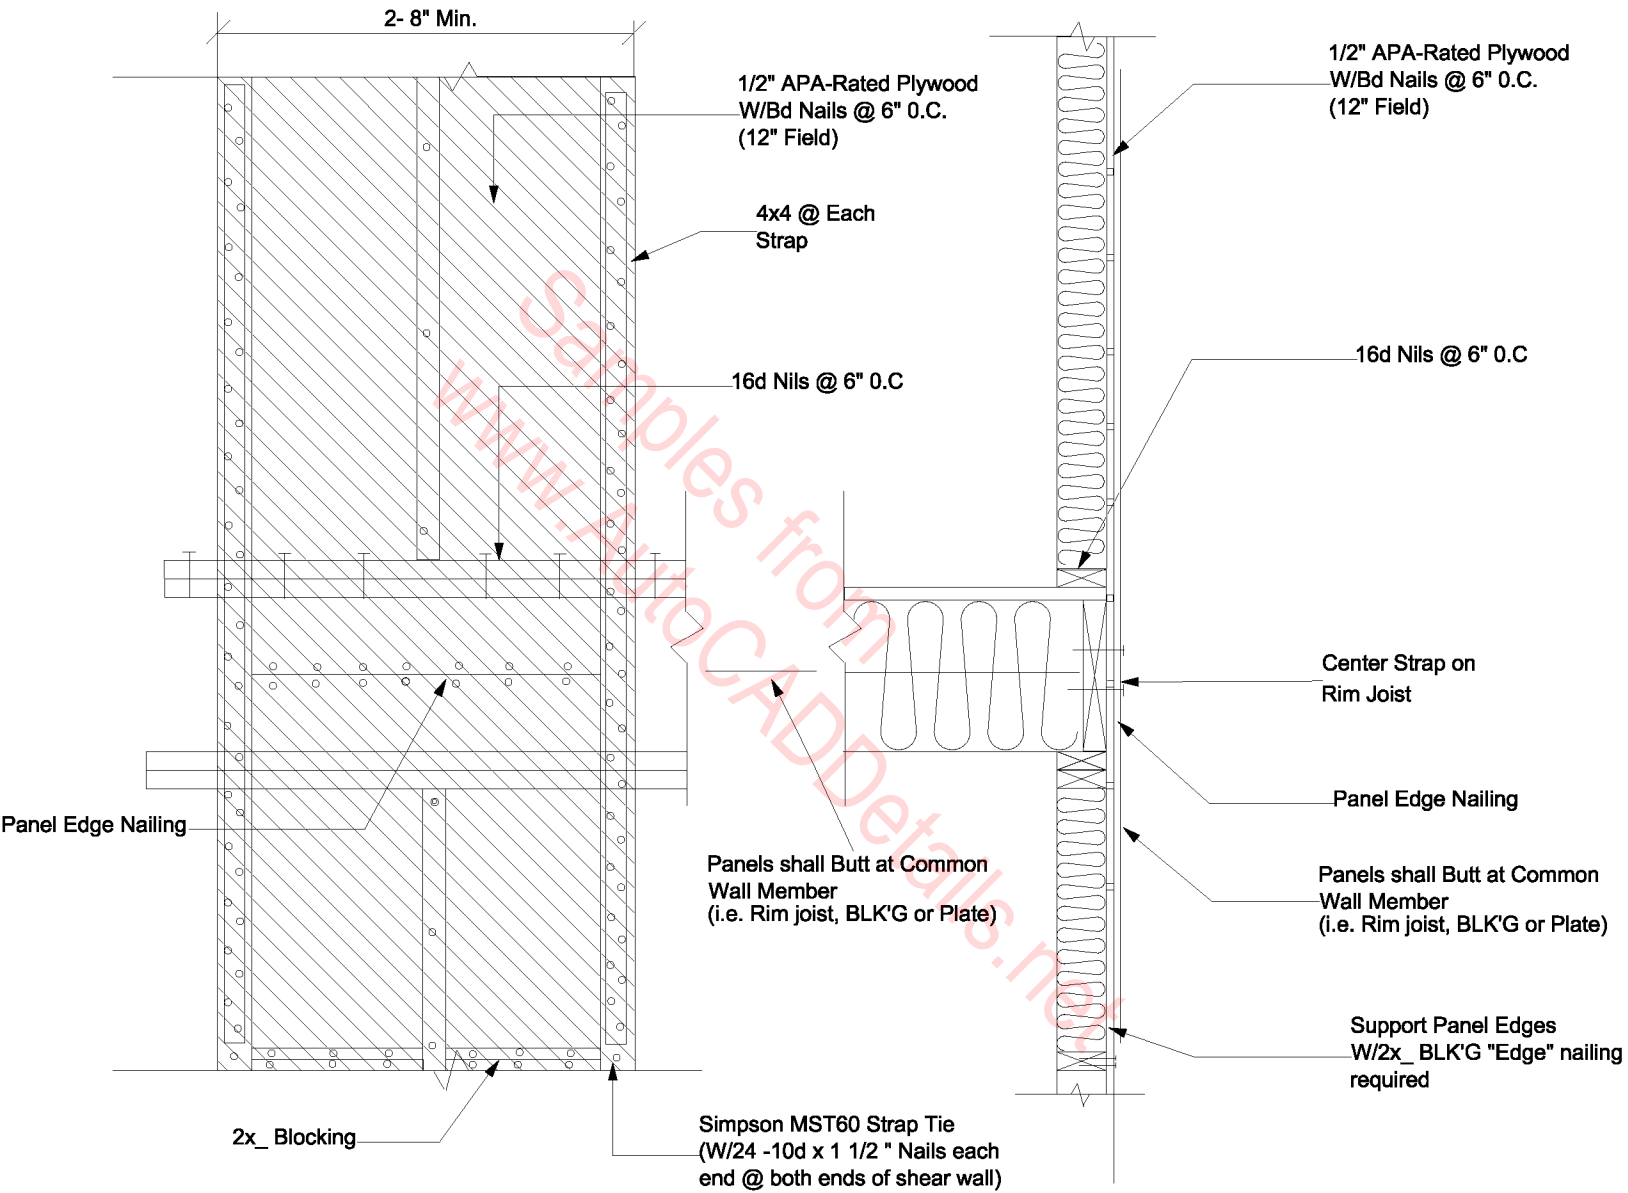 2- 8" Min.
1/2" APA-Rated Plywood
W/Bd Nails @ 6" 0.C.
(12" Field)
4x4 @ Each
Strap
16d Nils @ 6" 0.C
Panel Edge Nailing
Panels shall Butt at Common
Wall Member
(i.e. Rim joist, BLK'G or Plate)
2x_ Blocking
Simpson MST60 Strap Tie
(W/24 -10d x 1 1/2 " Nails each
end @ both ends of shear wall)
1/2" APA-Rated Plywood
W/Bd Nails @ 6" 0.C.
(12" Field)
16d Nils @ 6" 0.C
Center Strap on
Rim Joist
Panel Edge Nailing
Panels shall Butt at Common
Wall Member
(i.e. Rim joist, BLK'G or Plate)
Support Panel Edges
W/2x_ BLK'G "Edge" nailing
required
Samples from
www.AutoCADDetails.net